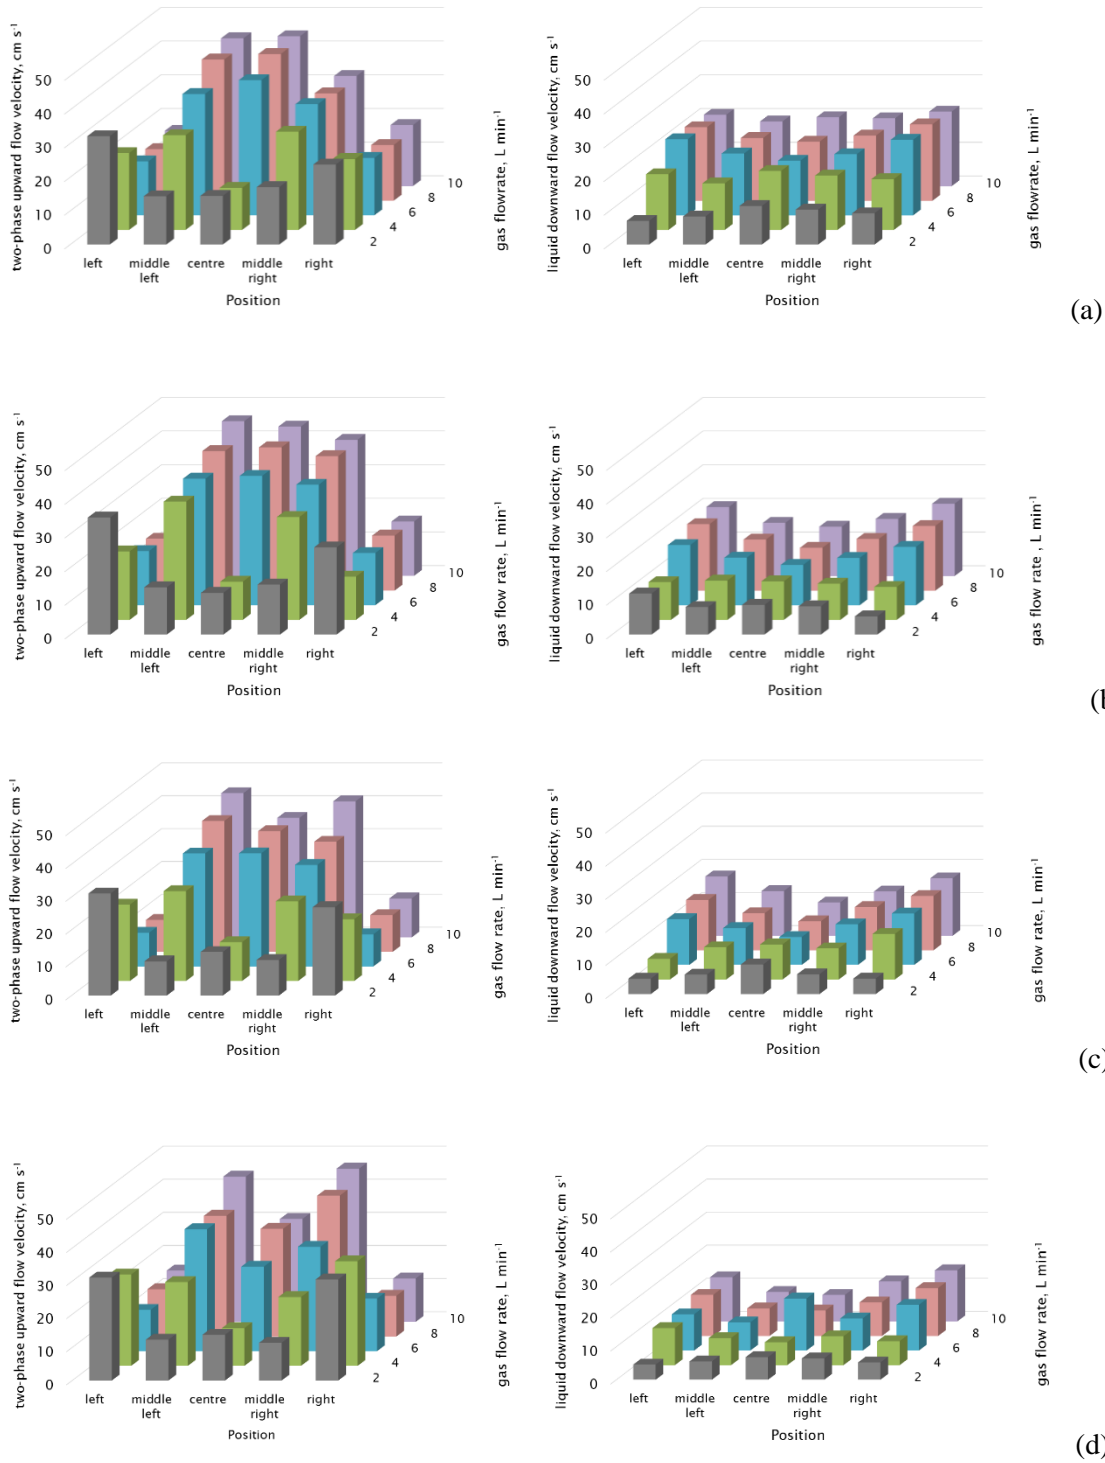 two-phase upward flow velocity, cm s-1
50
40
30
20
10
0
left
middle left
centre
middle right
right
Position
2
4
6
8
10
gas flowrate, L min-1
liquid downward flow velocity, cm s-1
50
40
30
20
10
0
left
middle left
centre
middle right
right
Position
2
4
6
8
10
gas flowrate, L min-1
(a)
two-phase upward flow velocity, cm s-1
50
40
30
20
10
0
left
middle left
centre
middle right
right
Position
2
4
6
8
10
gas flow rate, L min-1
liquid downward flow velocity, cm s-1
50
40
30
20
10
0
left
middle left
centre
middle right
right
Position
2
4
6
8
10
gas flow rate , L min-1
(b
two-phase upward flow velocity, cm s-1
50
40
30
20
10
0
left
middle left
centre
middle right
right
Position
2
4
6
8
10
gas flow rate, L min-1
liquid downward flow velocity, cm s-1
50
40
30
20
10
0
left
middle left
centre
middle right
right
Position
2
4
6
8
10
gas flow rate, L min-1
(c)
two-phase upward flow velocity, cm s-1
50
40
30
20
10
0
left
middle left
centre
middle right
right
Position
2
4
6
8
10
gas flow rate, L min-1
liquid downward flow velocity, cm s-1
50
40
30
20
10
0
left
middle left
centre
middle right
right
Position
2
4
6
8
10
gas flow rate, L min-1
(d)